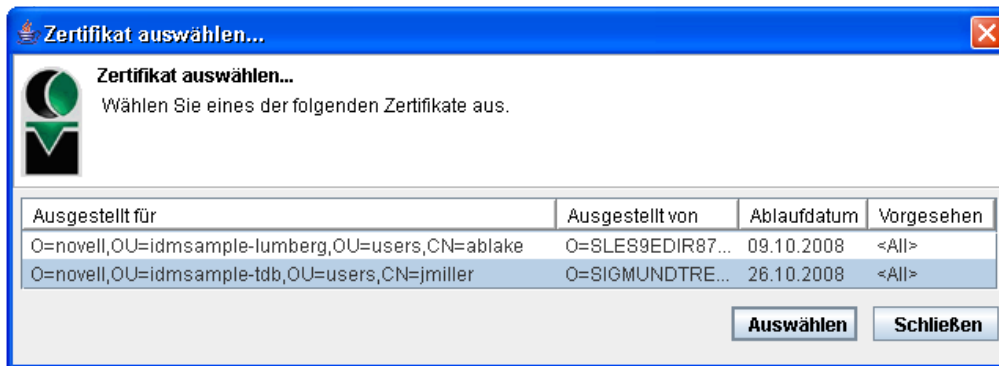 Zertifikat auswählen...
Zertifikat auswählen...
Wählen Sie eines der folgenden Zertifikate aus.
Ausgestellt für Ausgestellt von Ablaufdatum Vorgesehen
O=novell,OU=idmsample-lumberg,OU=users,CN=ablake O=SLES9EDIR87... 09.10.2008 <All>
O=novell,OU=idmsample-tdb,OU=users,CN=jmiller O=SIGMUNDTRE... 26.10.2008 <All>
Auswählen Schließen